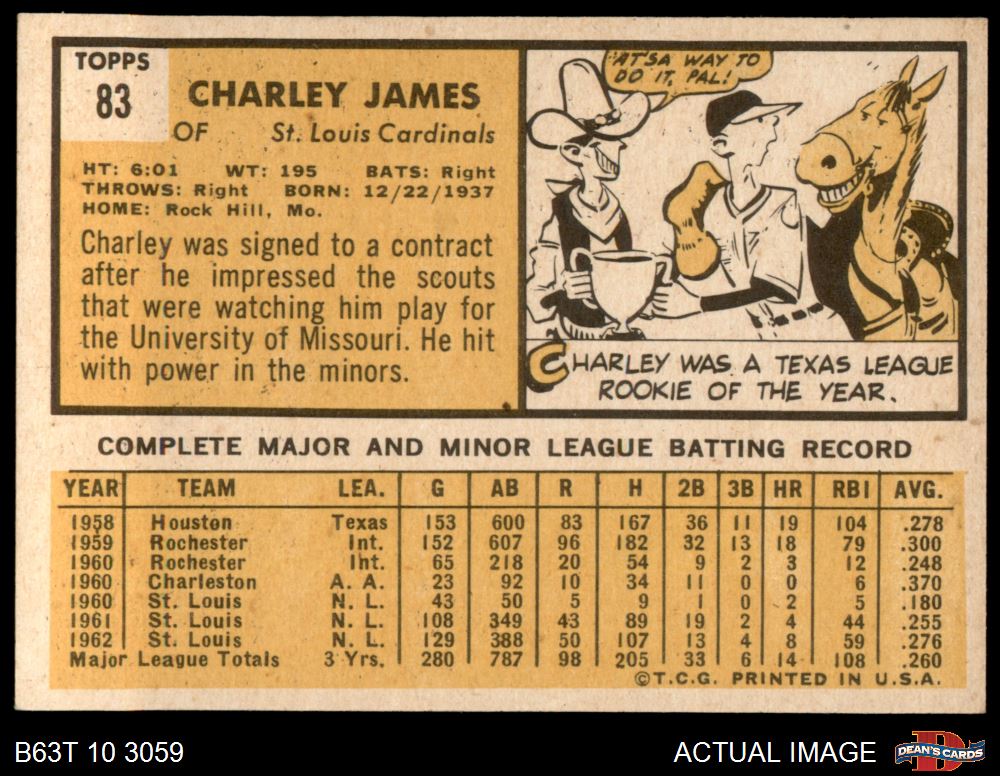 TOPPS
83
CHARLEY JAMES
OF St. Louis Cardinals
HT: 6:01 WT: 195 BATS: Right
THROWS: Right BORN: 12/22/1937
HOME: Rock Hill, Mo.
Charley was signed to a contract
after he impressed the scouts
that were watching him play for
the University of Missouri. He hit
with power in the minors.
'AT'SA WAY TO
DO IT, PAL!
CHARLEY WAS A TEXAS LEAGUE
ROOKIE OF THE YEAR.
COMPLETE MAJOR AND MINOR LEAGUE BATTING RECORD
YEAR TEAM LEA. G AB R H 2B 3B HR RBI AVG.
1958 Houston Texas 153 600 83 167 36 11 19 104 .278
1959 Rochester Int. 152 607 96 182 32 13 18 79 .300
1960 Rochester Int. 65 218 20 54 9 2 3 12 .248
1960 Charleston A. A. 23 92 10 34 11 0 0 6 .370
1960 St. Louis N. L. 43 50 5 9 1 0 2 5 .180
1961 St. Louis N. L. 108 349 43 89 19 2 4 44 .255
1962 St. Louis N. L. 129 388 50 107 13 4 8 59 .276
Major League Totals 3 Yrs. 280 787 98 205 33 6 14 108 .260
©T.C.G. PRINTED IN U.S.A.
B63T 10 3059
ACTUAL IMAGE
DEAN'S CARDS